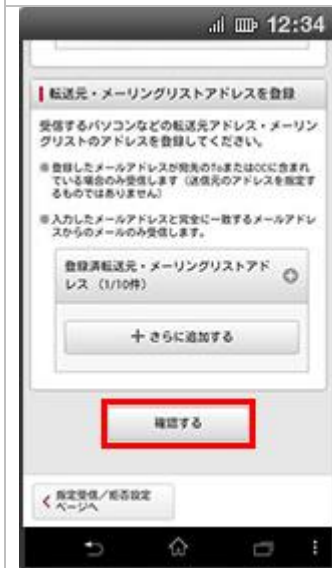 12:34
転送元・メーリングリストアドレスを登録
受信するパソコンなどの転送元アドレス・メーリン
グリストのアドレスを登録してください。
※登録したメールアドレスが宛先のToまたはCCに含まれ
ている場合のみ受信します（送信元のアドレスを指定す
るものではありません）
※入力したメールアドレスと完全に一致するメールアドレ
スからのメールのみ受信します。
登録済転送元・メーリングリストアド
レス（1/10件）
＋さらに追加する
確認する
指定受信/拒否設定
ページへ